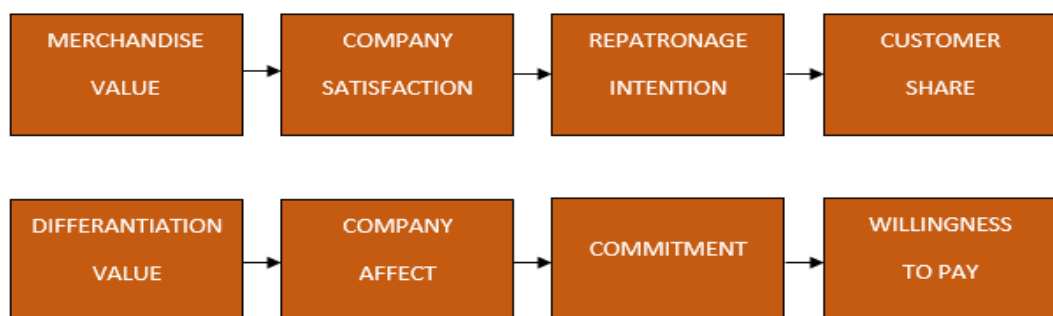 MERCHANDISE
VALUE
COMPANY
SATISFACTION
REPATRONAGE
INTENTION
CUSTOMER
SHARE
DIFFERANTIATION
VALUE
COMPANY
AFFECT
COMMITMENT
WILLINGNESS
TO PAY